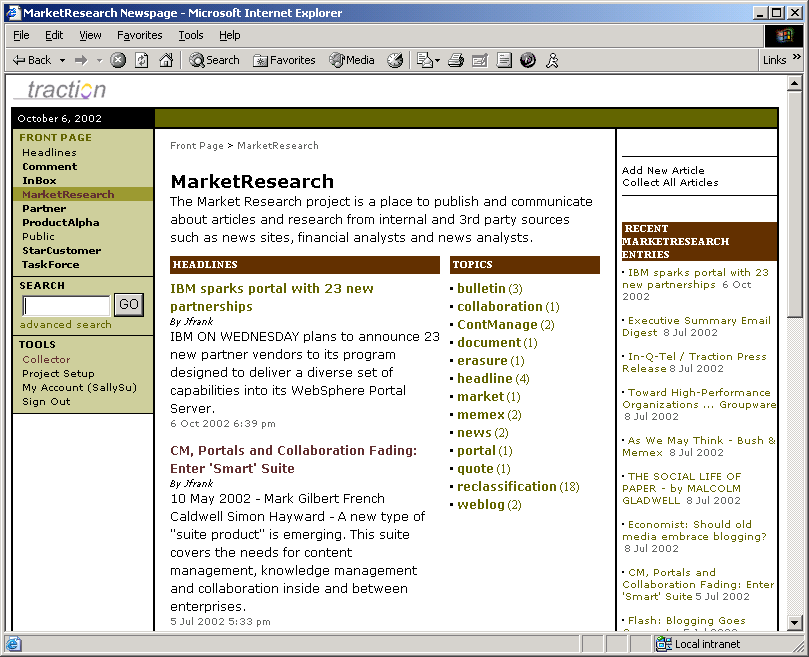 MarketResearch Newspage - Microsoft Internet Explorer
File Edit View Favorites Tools Help
Back Search Favorites Media Links »
traction
October 6, 2002
FRONT PAGE
Headlines
Comment
InBox
MarketResearch
Partner
ProductAlpha
Public
StarCustomer
TaskForce
SEARCH
GO
advanced search
TOOLS
Collector
Project Setup
My Account (SallySu)
Sign Out
Front Page > MarketResearch
MarketResearch
The Market Research project is a place to publish and communicate
about articles and research from internal and 3rd party sources
such as news sites, financial analysts and news analysts.
HEADLINES
IBM sparks portal with 23 new
partnerships
By Jfrank
IBM ON WEDNESDAY plans to announce 23
new partner vendors to its program
designed to deliver a diverse set of
capabilities into its WebSphere Portal
Server.
6 Oct 2002 6:39 pm
CM, Portals and Collaboration Fading:
Enter 'Smart' Suite
By Jfrank
10 May 2002 - Mark Gilbert French
Caldwell Simon Hayward - A new type of
"suite product" is emerging. This suite
covers the needs for content
management, knowledge management
and collaboration inside and between
enterprises.
5 Jul 2002 5:33 pm
TOPICS
• bulletin (3)
• collaboration (1)
• ContManage (2)
• document (1)
• erasure (1)
• headline (4)
• market (1)
• memex (2)
• news (2)
• portal (1)
• quote (1)
• reclassification (18)
• weblog (2)
Add New Article
Collect All Articles
RECENT
MARKETRESEARCH
ENTRIES
• IBM sparks portal with 23
new partnerships 6 Oct
2002
• Executive Summary Email
Digest 8 Jul 2002
• In-Q-Tel / Traction Press
Release 8 Jul 2002
• Toward High-Performance
Organizations ... Groupware
8 Jul 2002
• As We May Think - Bush &
Memex 8 Jul 2002
• THE SOCIAL LIFE OF
PAPER - by MALCOLM
GLADWELL 8 Jul 2002
• Economist: Should old
media embrace blogging?
8 Jul 2002
• CM, Portals and
Collaboration Fading: Enter
'Smart' Suite 5 Jul 2002
• Flash: Blogging Goes
Local intranet